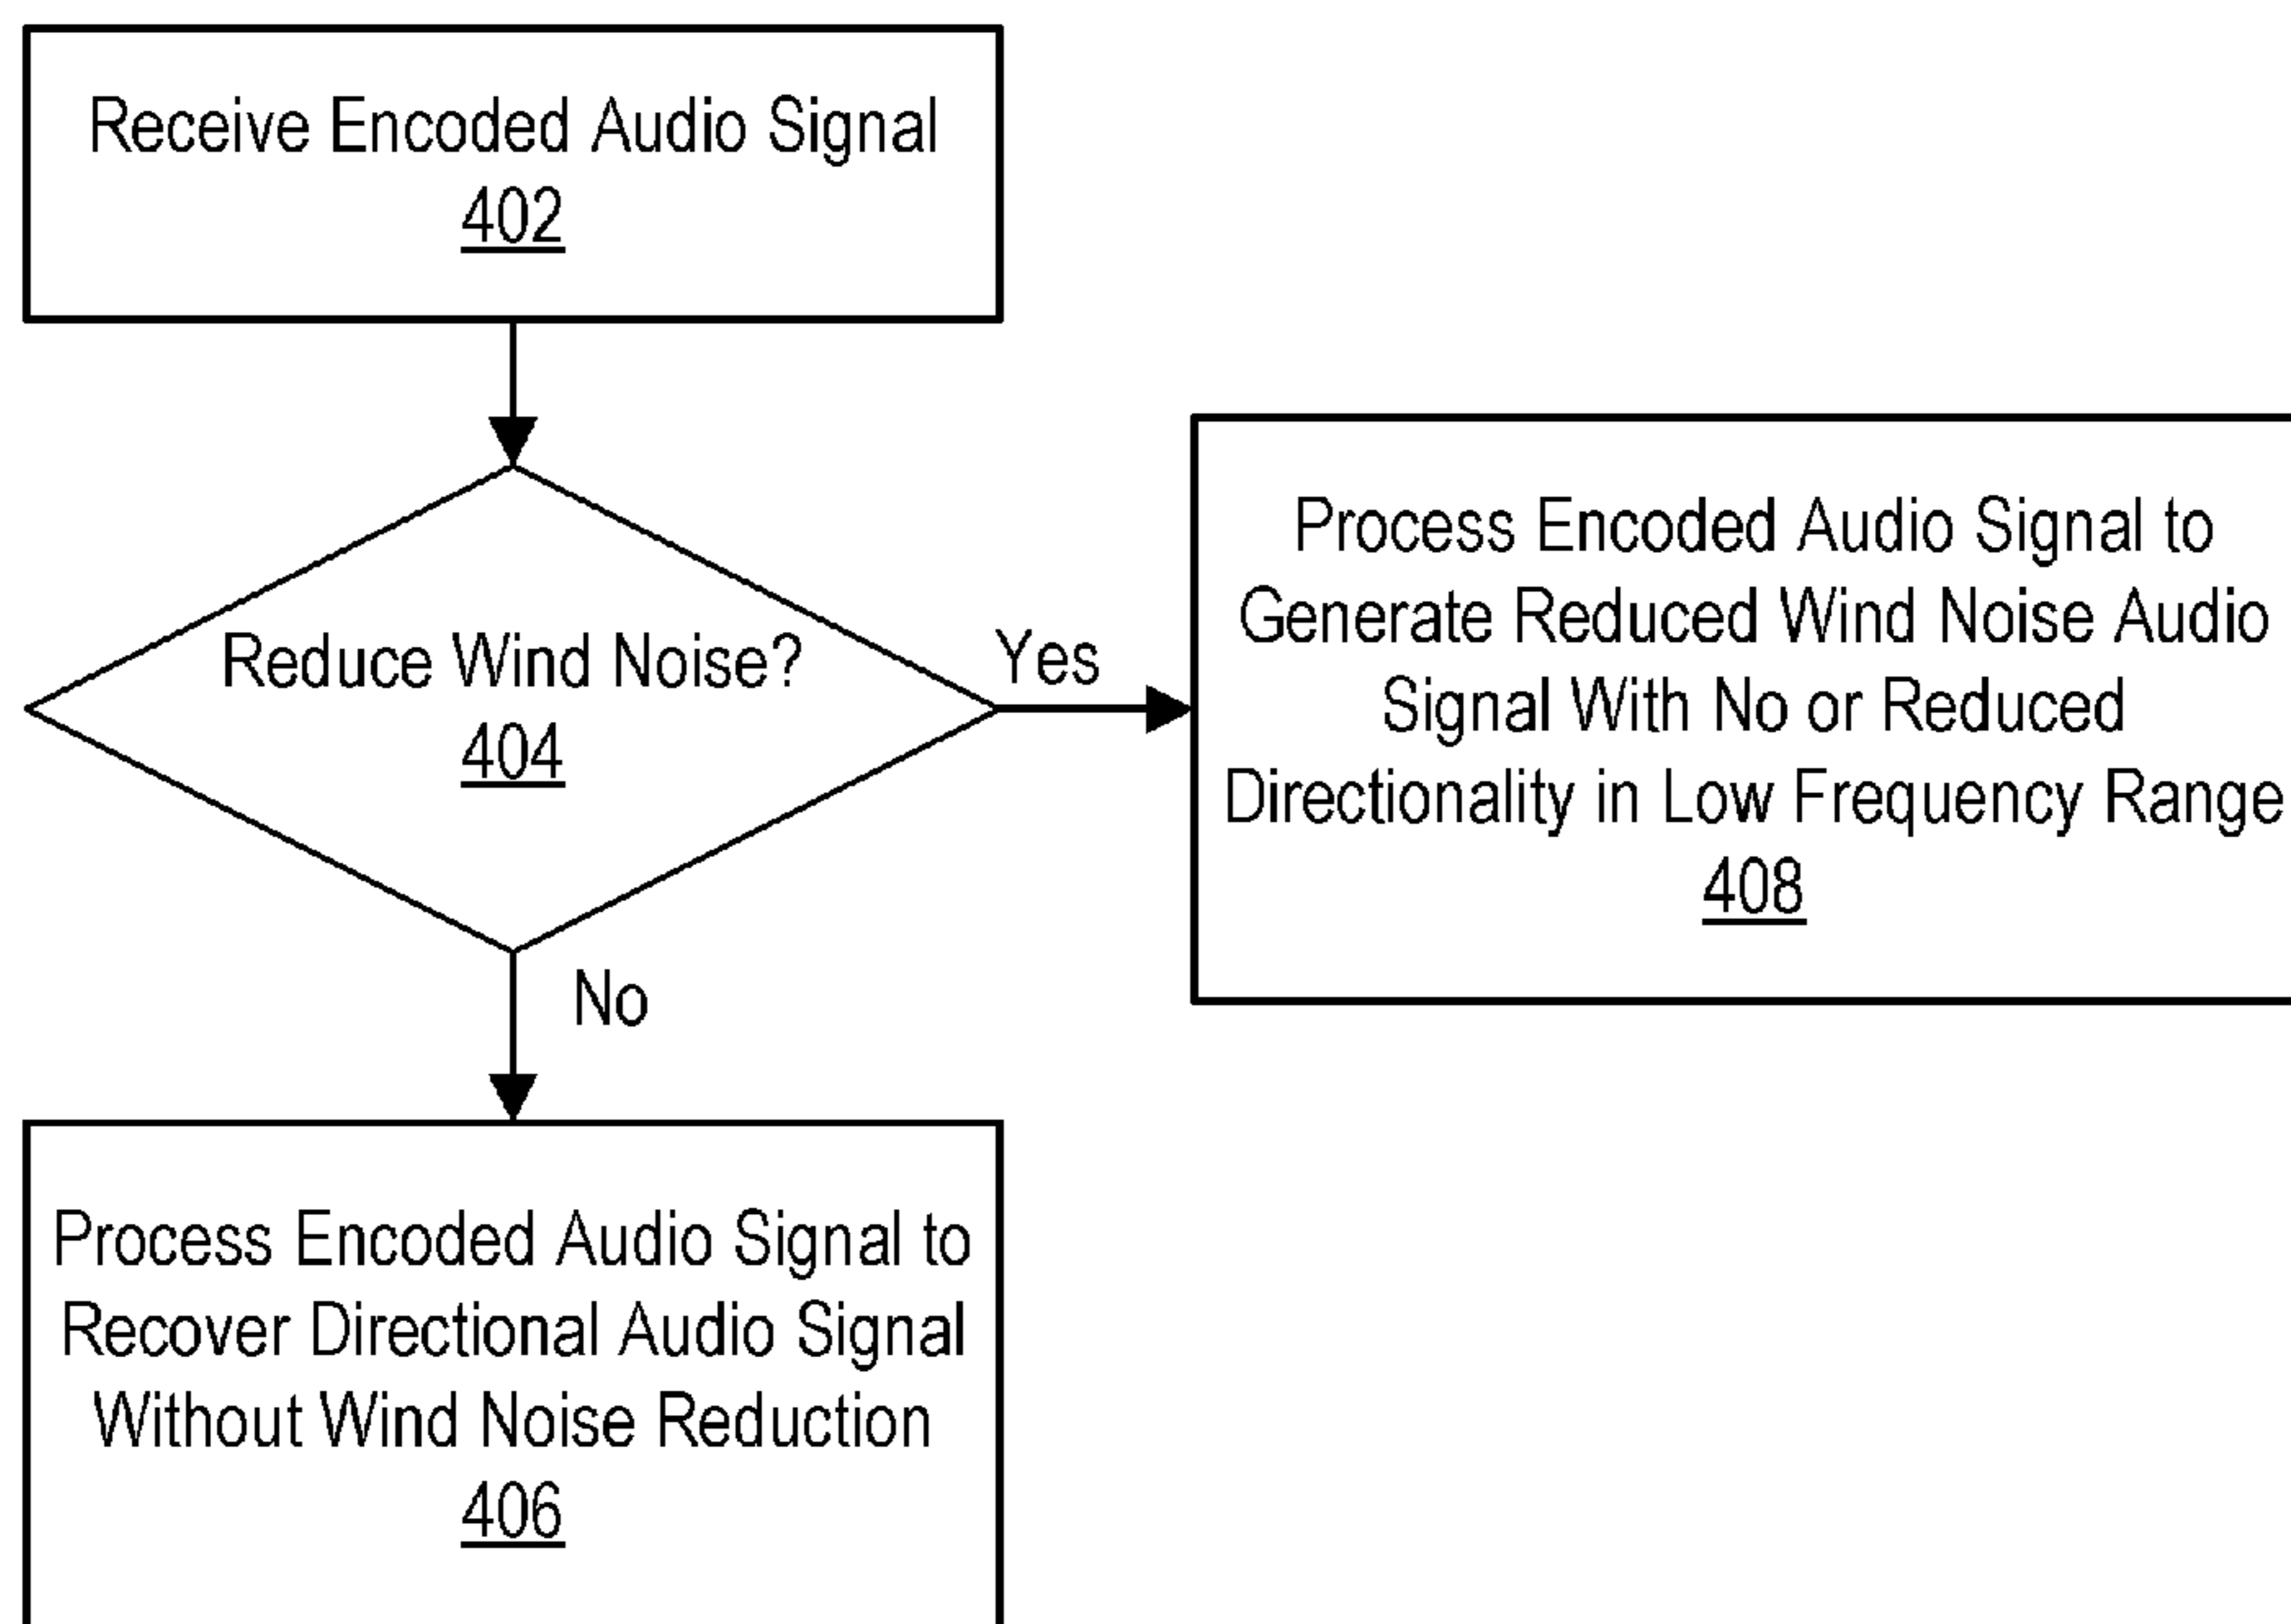 Receive Encoded Audio Signal
402
Reduce Wind Noise?
404
Yes
No
Process Encoded Audio Signal to
Generate Reduced Wind Noise Audio
Signal With No or Reduced
Directionality in Low Frequency Range
408
Process Encoded Audio Signal to
Recover Directional Audio Signal
Without Wind Noise Reduction
406